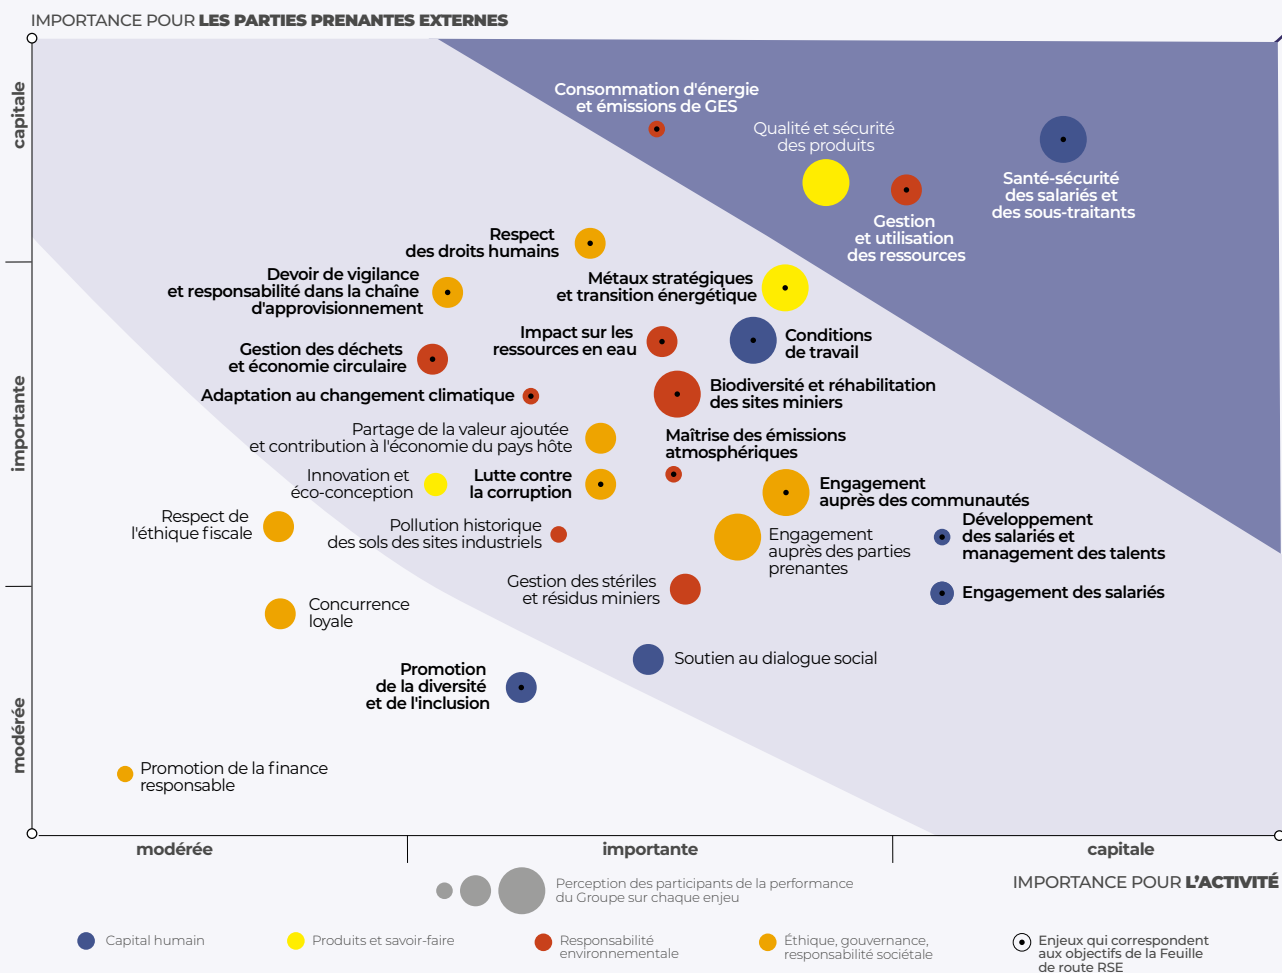 IMPORTANCE POUR LES PARTIES PRENANTES EXTERNES
capitale
importante
modérée
Consommation d'énergie
et émissions de GES
Qualité et sécurité
des produits
Santé-sécurité
des salariés et
des sous-traitants
Gestion
et utilisation
des ressources
Respect
des droits humains
Devoir de vigilance
et responsabilité dans la chaîne
d'approvisionnement
Métaux stratégiques
et transition énergétique
Impact sur les
ressources en eau
Conditions
de travail
Gestion des déchets
et économie circulaire
Adaptation au changement climatique
Biodiversité et réhabilitation
des sites miniers
Partage de la valeur ajoutée
et contribution à l'économie du pays hôte
Maîtrise des émissions
atmosphériques
Innovation et
éco-conception
Lutte contre
la corruption
Engagement
auprès des communautés
Respect de
l'éthique fiscale
Pollution historique
des sols des sites industriels
Engagement
auprès des parties
prenantes
Développement
des salariés et
management des talents
Gestion des stériles
et résidus miniers
Engagement des salariés
Concurrence
loyale
Soutien au dialogue social
Promotion
de la diversité
et de l'inclusion
Promotion de la finance
responsable
modérée
importante
capitale
IMPORTANCE POUR L'ACTIVITÉ
Perception des participants de la performance
du Groupe sur chaque enjeu
Capital humain
Produits et savoir-faire
Responsabilité
environnementale
Éthique, gouvernance,
responsabilité sociétale
Enjeux qui correspondent
aux objectifs de la Feuille
de route RSE